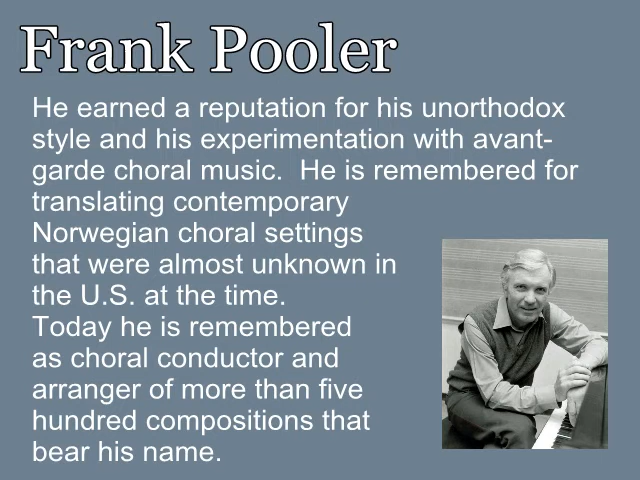 Frank Pooler
He earned a reputation for his unorthodox
style and his experimentation with avant-
garde choral music.  He is remembered for
translating contemporary
Norwegian choral settings
that were almost unknown in
the U.S. at the time.
Today he is remembered
as choral conductor and
arranger of more than five
hundred compositions that
bear his name.